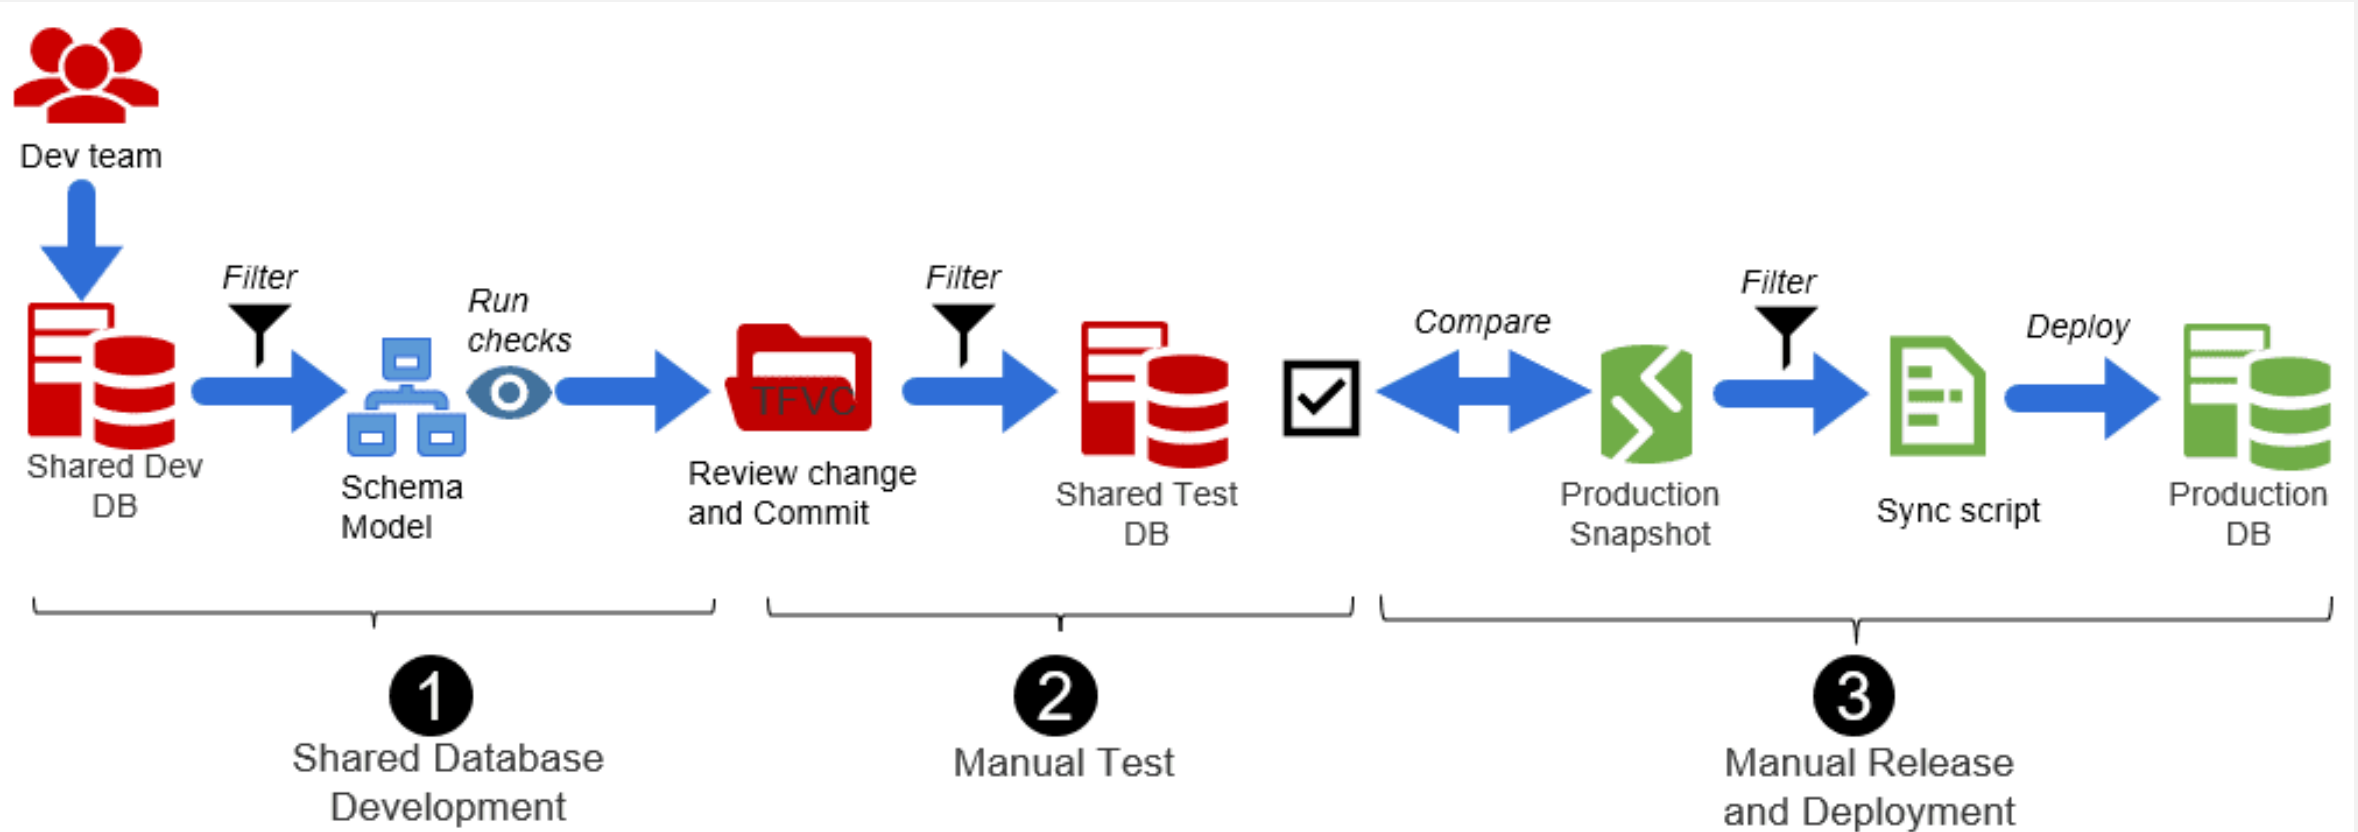 Dev team
Filter
Run
checks
Filter
Compare
Filter
Deploy
TFVC
Shared Dev
DB
Schema
Model
Review change
and Commit
Shared Test
DB
Production
Snapshot
Sync script
Production
DB
1
Shared Database
Development
2
Manual Test
3
Manual Release
and Deployment